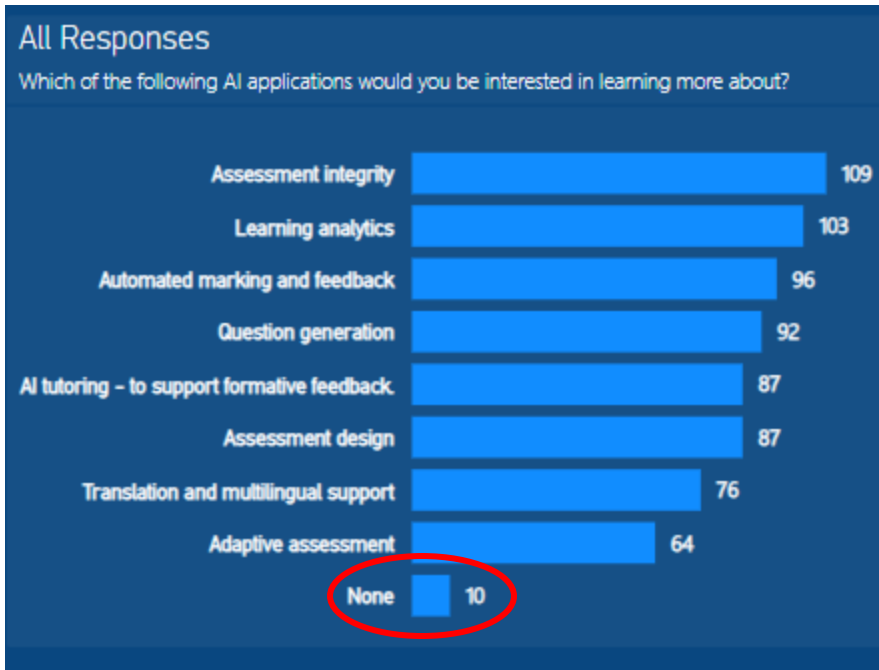 All Responses
Which of the following AI applications would you be interested in learning more about?
Assessment integrity 109
Learning analytics 103
Automated marking and feedback 96
Question generation 92
AI tutoring – to support formative feedback. 87
Assessment design 87
Translation and multilingual support 76
Adaptive assessment 64
None 10